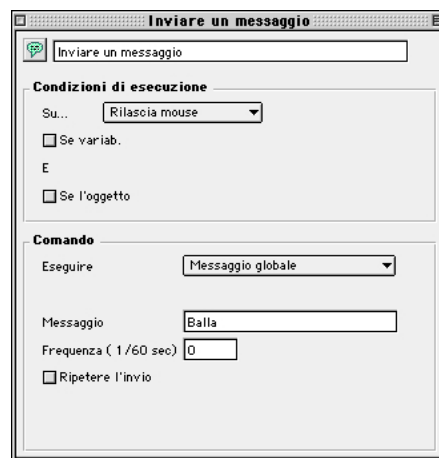 Inviare un messaggio
Inviare un messaggio
Condizioni di esecuzione
Su... Rilascia mouse
Se variab.
E
Se l'oggetto
Comando
Eseguire Messaggio globale
Messaggio Balla
Frequenza ( 1/60 sec) 0
Ripetere l'invio